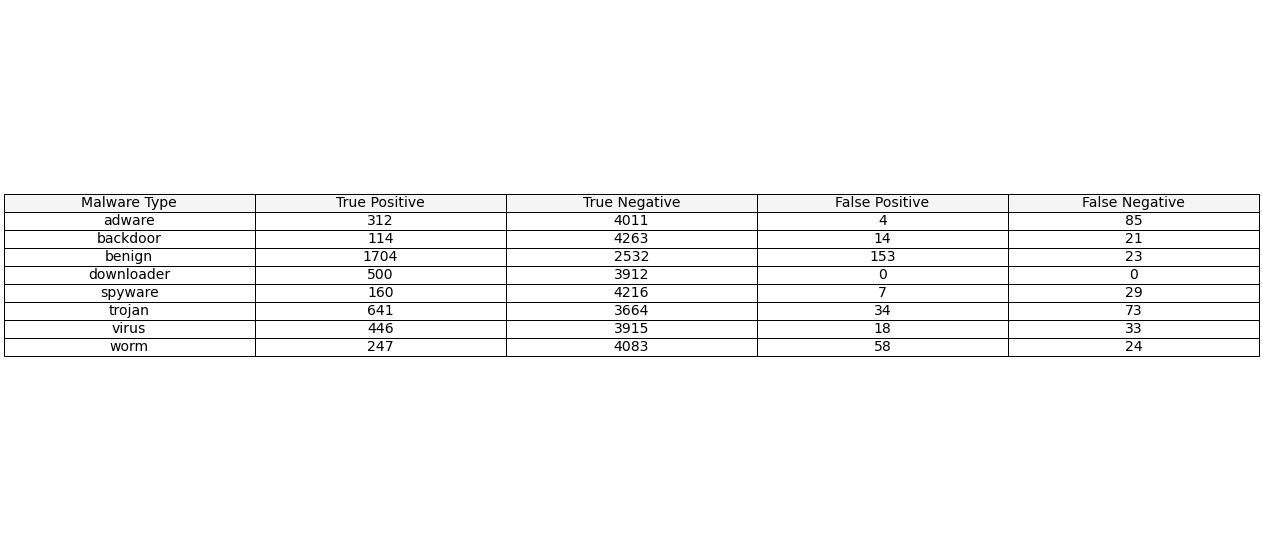 Malware Type True Positive True Negative False Positive False Negative
adware 312 4011 4 85
backdoor 114 4263 14 21
benign 1704 2532 153 23
downloader 500 3912 0 0
spyware 160 4216 7 29
trojan 641 3664 34 73
virus 446 3915 18 33
worm 247 4083 58 24